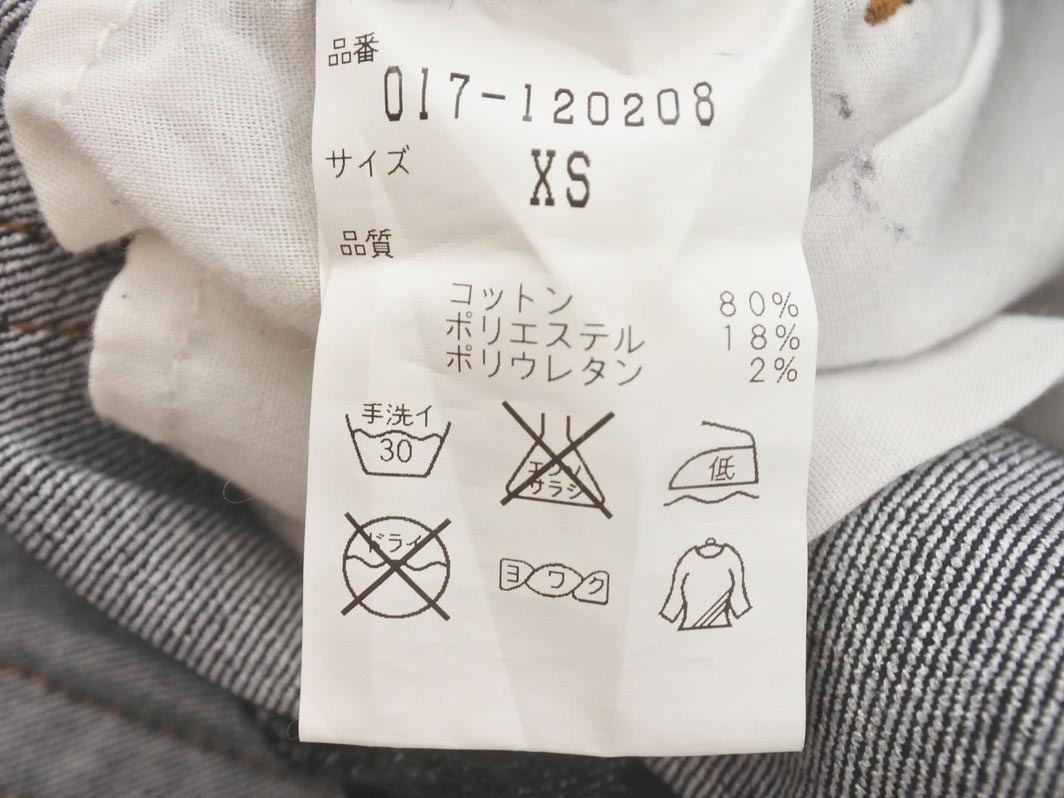 品番
017-120208
サイズ
XS
品質
コットン 80%
ポリエステル 18%
ポリウレタン 2%
手洗イ
30
エンソ
サラシ
低
ドライ
ヨワク